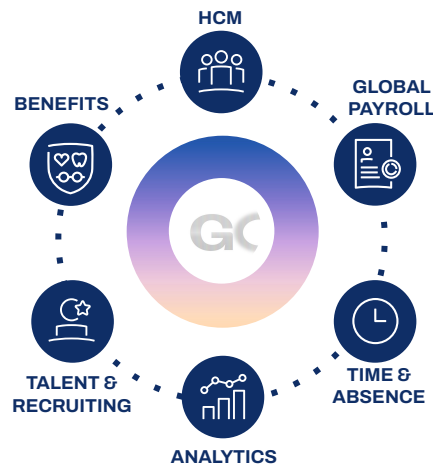 HCM
GLOBAL
PAYROLL
BENEFITS
GC
TALENT &
RECRUITING
TIME &
ABSENCE
ANALYTICS